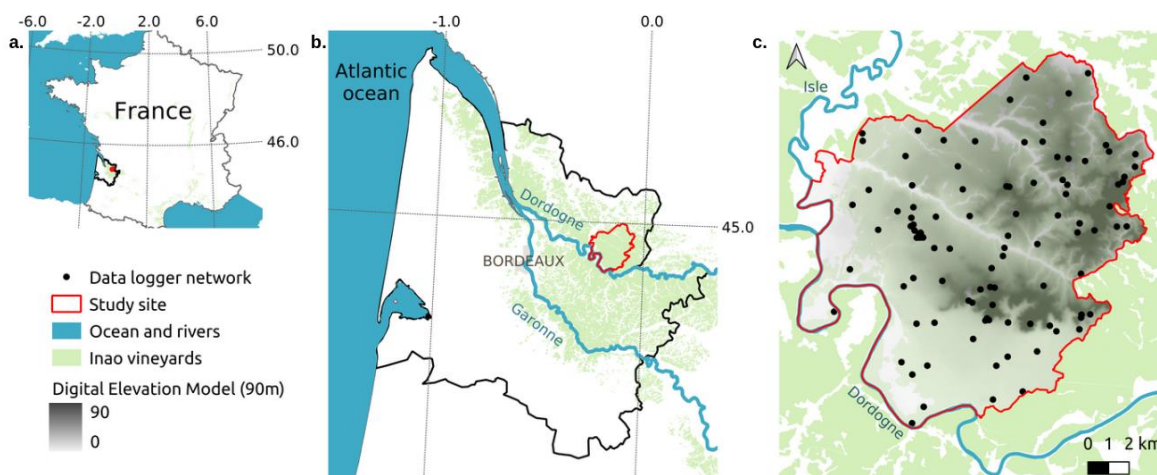 -6.0 -2.0 2.0 6.0
a.
50.0
France
46.0
Data logger network
Study site
Ocean and rivers
Inao vineyards
Digital Elevation Model (90m)
90
0
-1.0 0.0
b.
Atlantic
ocean
Dordogne
45.0
BORDEAUX
Garonne
c.
Isle
Dordogne
0 1 2 km